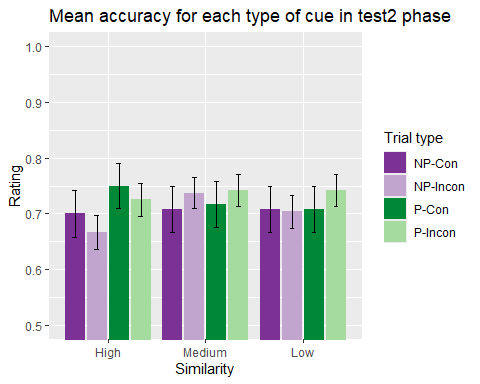 Mean accuracy for each type of cue in test2 phase
1.0
0.9
0.8
0.7
0.6
0.5
Rating
High
Medium
Low
Similarity
Trial type
NP-Con
NP-Incon
P-Con
P-Incon